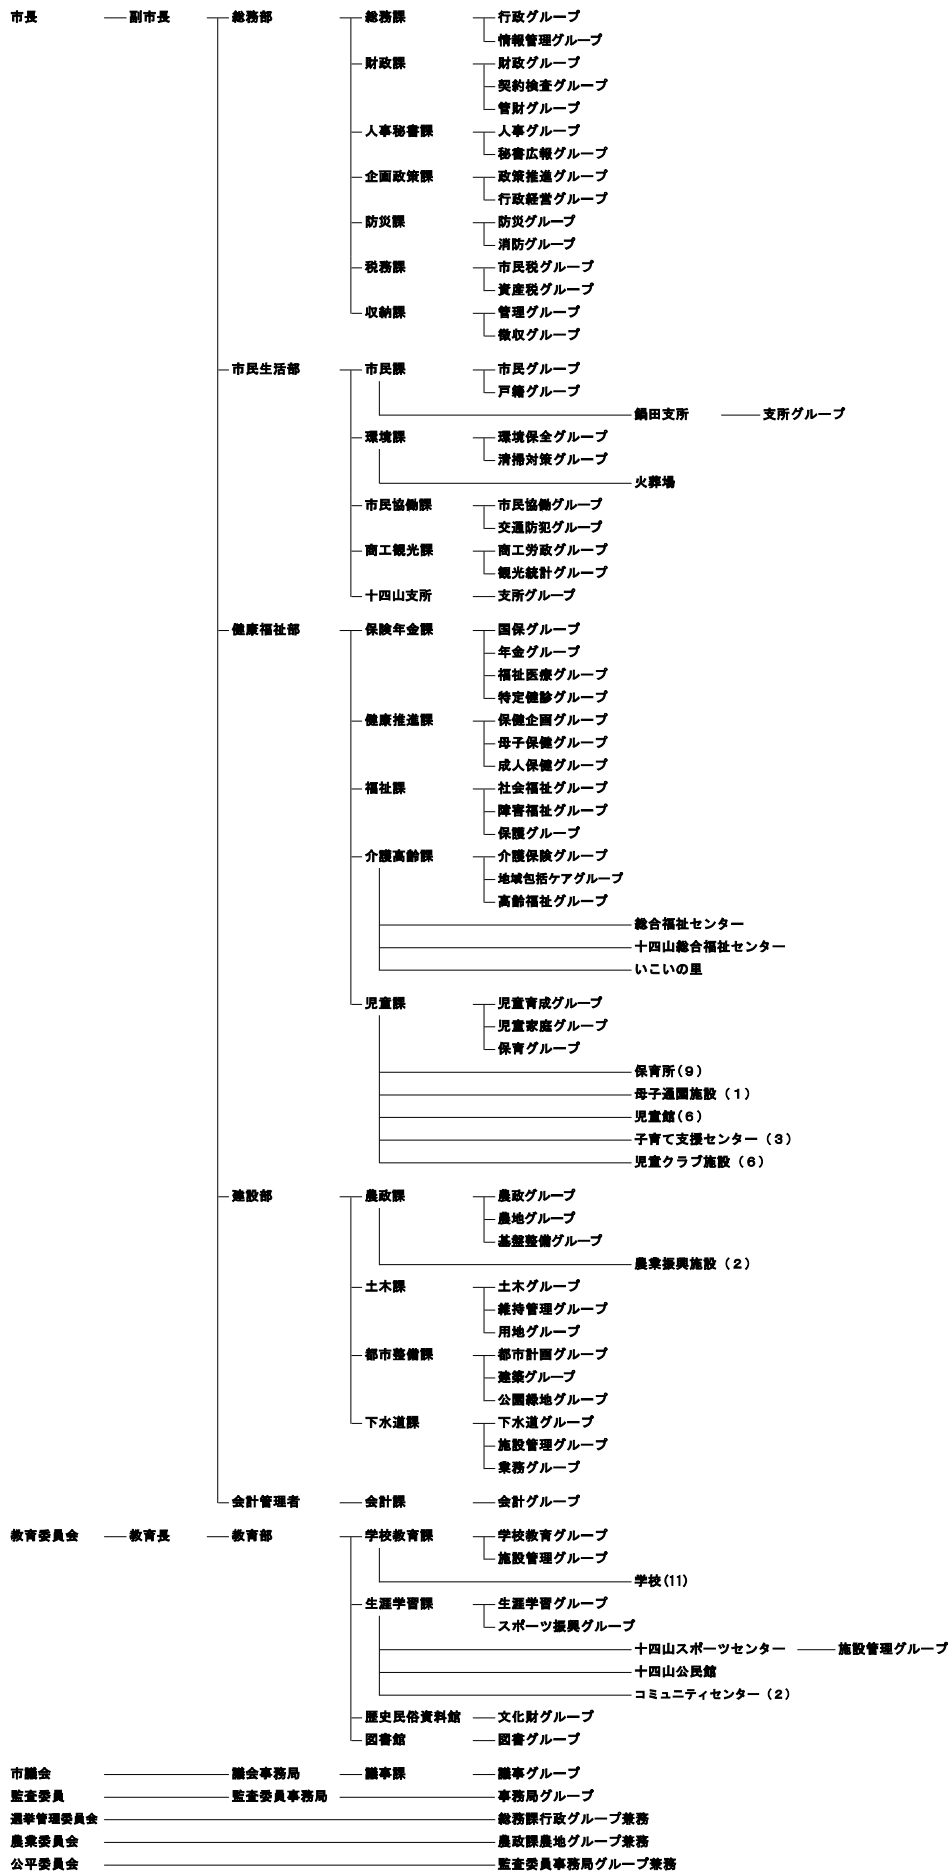 市長 副市長 総務部 総務課 行政グループ
情報管理グループ
財政課 財政グループ
契約検査グループ
管財グループ
人事秘書課 人事グループ
秘書広報グループ
企画政策課 政策推進グループ
行政経営グループ
防災課 防災グループ
消防グループ
税務課 市民税グループ
資産税グループ
収納課 管理グループ
徴収グループ
市民生活部 市民課 市民グループ
戸籍グループ
鍋田支所 支所グループ
環境課 環境保全グループ
清掃対策グループ
火葬場
市民協働課 市民協働グループ
交通防犯グループ
商工観光課 商工労政グループ
観光統計グループ
十四山支所 支所グループ
健康福祉部 保険年金課 国保グループ
年金グループ
福祉医療グループ
特定健診グループ
健康推進課 保健企画グループ
母子保健グループ
成人保健グループ
福祉課 社会福祉グループ
障害福祉グループ
保護グループ
介護高齢課 介護保険グループ
地域包括ケアグループ
高齢福祉グループ
総合福祉センター
十四山総合福祉センター
いこいの里
児童課 児童育成グループ
児童家庭グループ
保育グループ
保育所(9)
母子通園施設(1)
児童館(6)
子育て支援センター(3)
児童クラブ施設(6)
建設部 農政課 農政グループ
農地グループ
基盤整備グループ
農業振興施設(2)
土木課 土木グループ
維持管理グループ
用地グループ
都市整備課 都市計画グループ
建築グループ
公園緑地グループ
下水道課 下水道グループ
施設管理グループ
業務グループ
会計管理者 会計課 会計グループ
教育委員会 教育長 教育部 学校教育課 学校教育グループ
施設管理グループ
学校(11)
生涯学習課 生涯学習グループ
スポーツ振興グループ
十四山スポーツセンター 施設管理グループ
十四山公民館
コミュニティセンター(2)
歴史民俗資料館 文化財グループ
図書館 図書グループ
市議会 議会事務局 議事課 議事グループ
監査委員 監査委員事務局 事務局グループ
選挙管理委員会 総務課行政グループ兼務
農業委員会 農政課農地グループ兼務
公平委員会 監査委員事務局グループ兼務